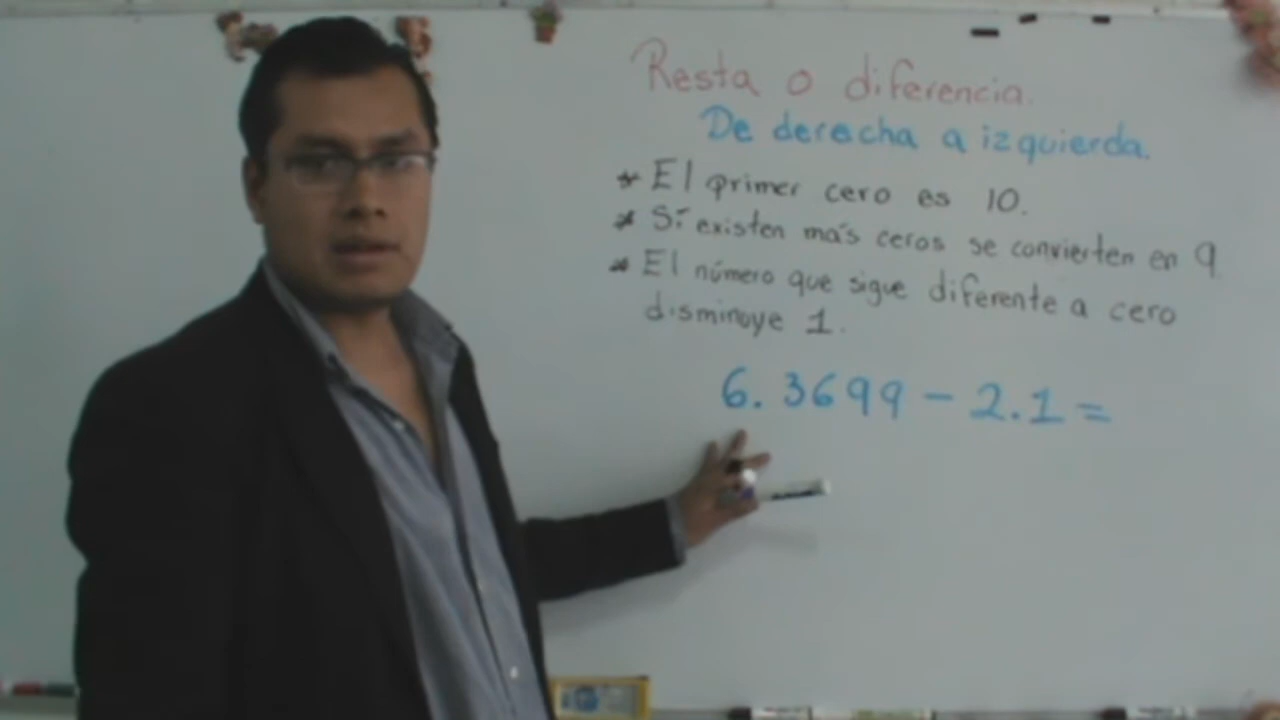 Resta o diferencia.
De derecha a izquierda.
* El primer cero es 10.
* Sí existen más ceros se convierten en 9
* El número que sigue diferente a cero
disminuye 1.
6.3699 - 2.1 =